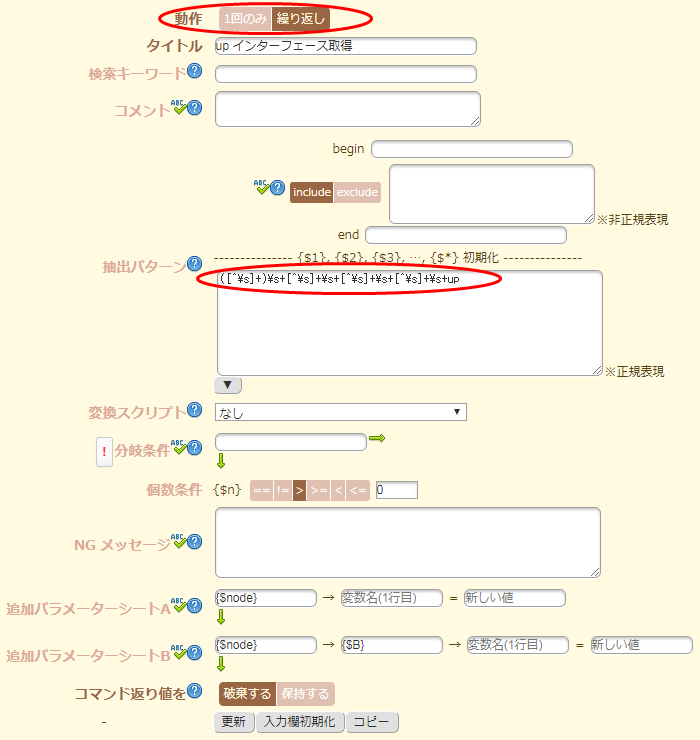 動作 1回のみ 繰り返し
タイトル up インターフェース取得
検索キーワード ?
コメント ABC ?
begin
ABC ? include exclude ※非正規表現
end
抽出パターン ? -------------- {$1}, {$2}, {$3}, …, {$*} 初期化 --------------
([^¥s]+)¥s+[^¥s]+¥s+[^¥s]+¥s+[^¥s]+¥s+up
※正規表現
▼
変換スクリプト ? なし ▼
! 分岐条件 ABC ?
個数条件 {$n} == != > >= < <= 0
NG メッセージ ABC ?
追加パラメーターシートA ABC ? {$node} → 変数名(1行目) = 新しい値
追加パラメーターシートB ABC ? {$node} → {$B} → 変数名(1行目) = 新しい値
コマンド返り値を ? 破棄する 保持する
- 更新 入力欄初期化 コピー